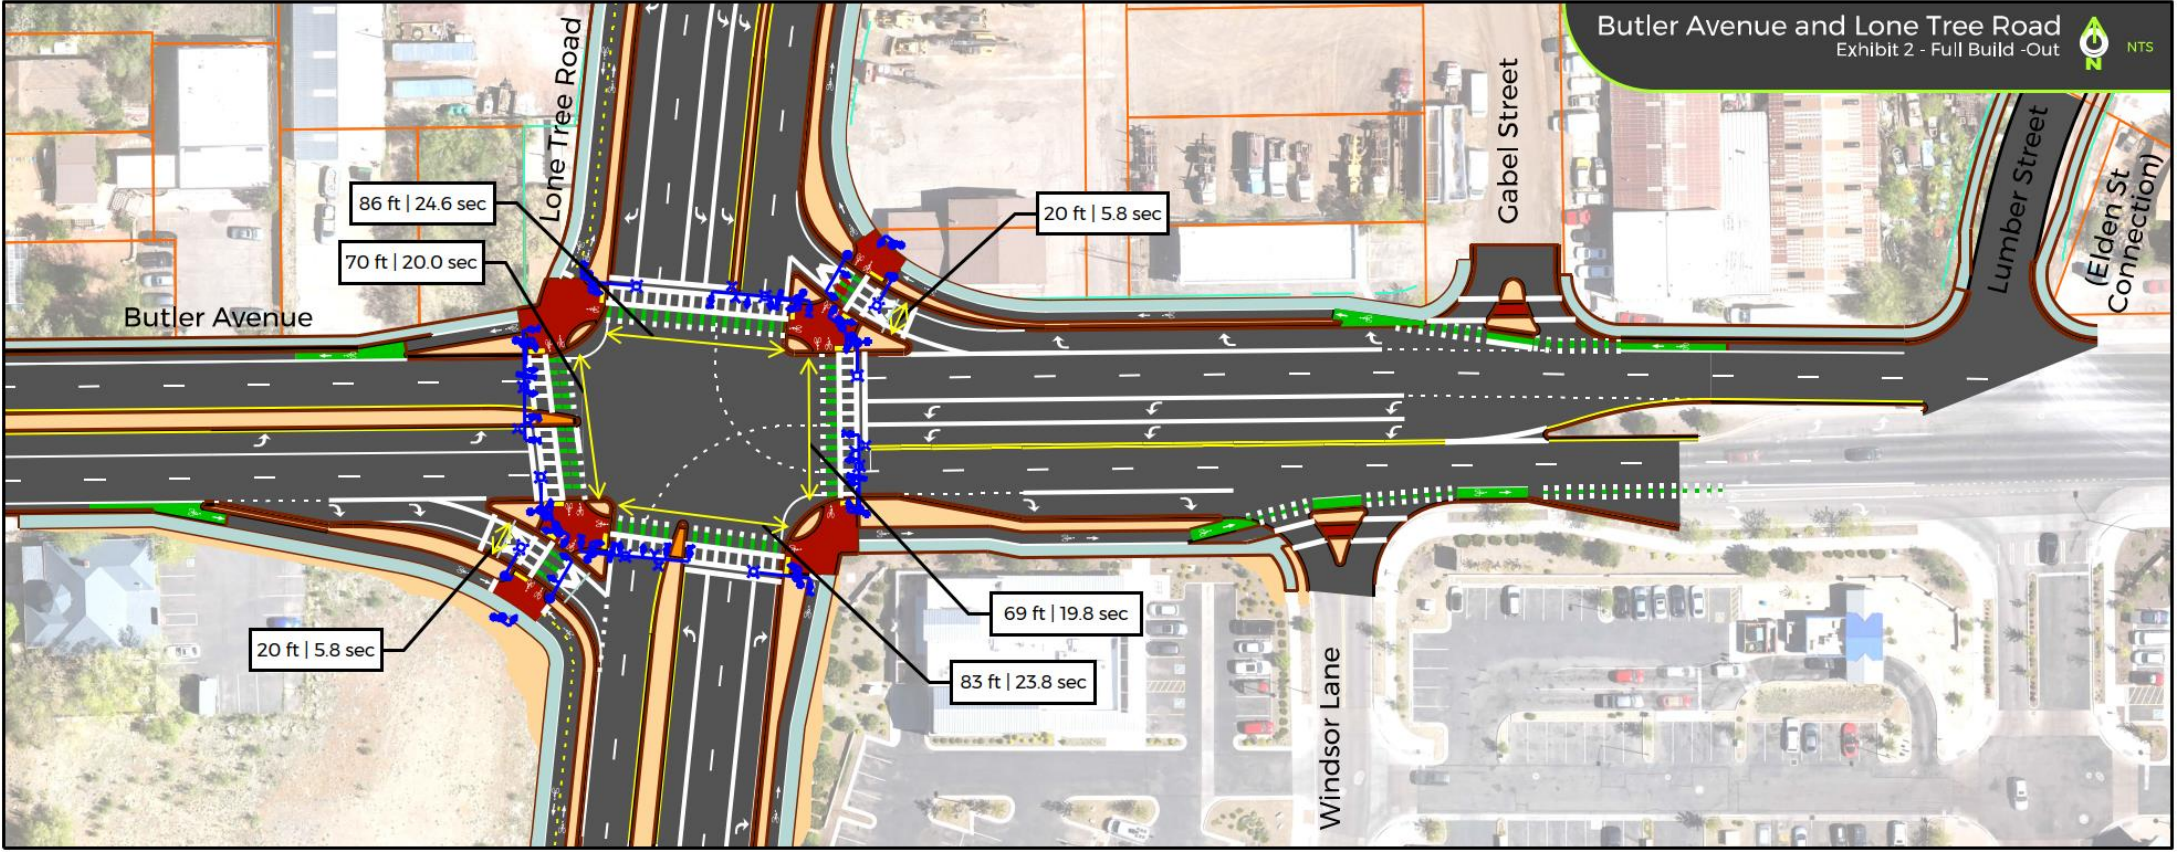 Butler Avenue and Lone Tree Road
Exhibit 2 - Full Build -Out
N
NTS
Lone Tree Road
Gabel Street
Lumber Street
(Elden St
Connection)
86 ft | 24.6 sec
20 ft | 5.8 sec
70 ft | 20.0 sec
Butler Avenue
69 ft | 19.8 sec
20 ft | 5.8 sec
83 ft | 23.8 sec
Windsor Lane